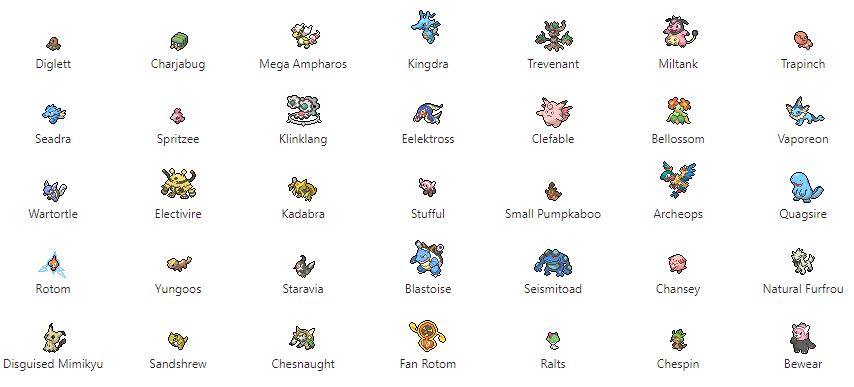 Diglett Charjabug Mega Ampharos Kingdra Trevenant Miltank Trapinch
Seadra Spritzee Klinklang Eelektross Clefable Bellossom Vaporeon
Wartortle Electivire Kadabra Stufful Small Pumpkaboo Archeops Quagsire
Rotom Yungoos Staravia Blastoise Seismitoad Chansey Natural Furfrou
Disguised Mimikyu Sandshrew Chesnaught Fan Rotom Ralts Chespin Bewear